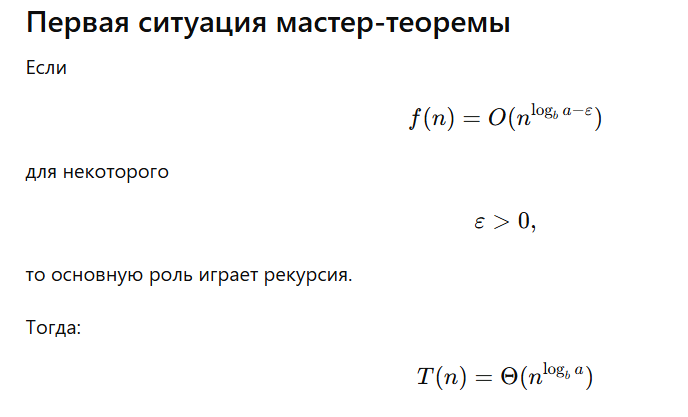 Первая ситуация мастер-теоремы
Если
f(n) = O(n^{log_b a−ε})
для некоторого
ε > 0,
то основную роль играет рекурсия.
Тогда:
T(n) = Θ(n^{log_b a})